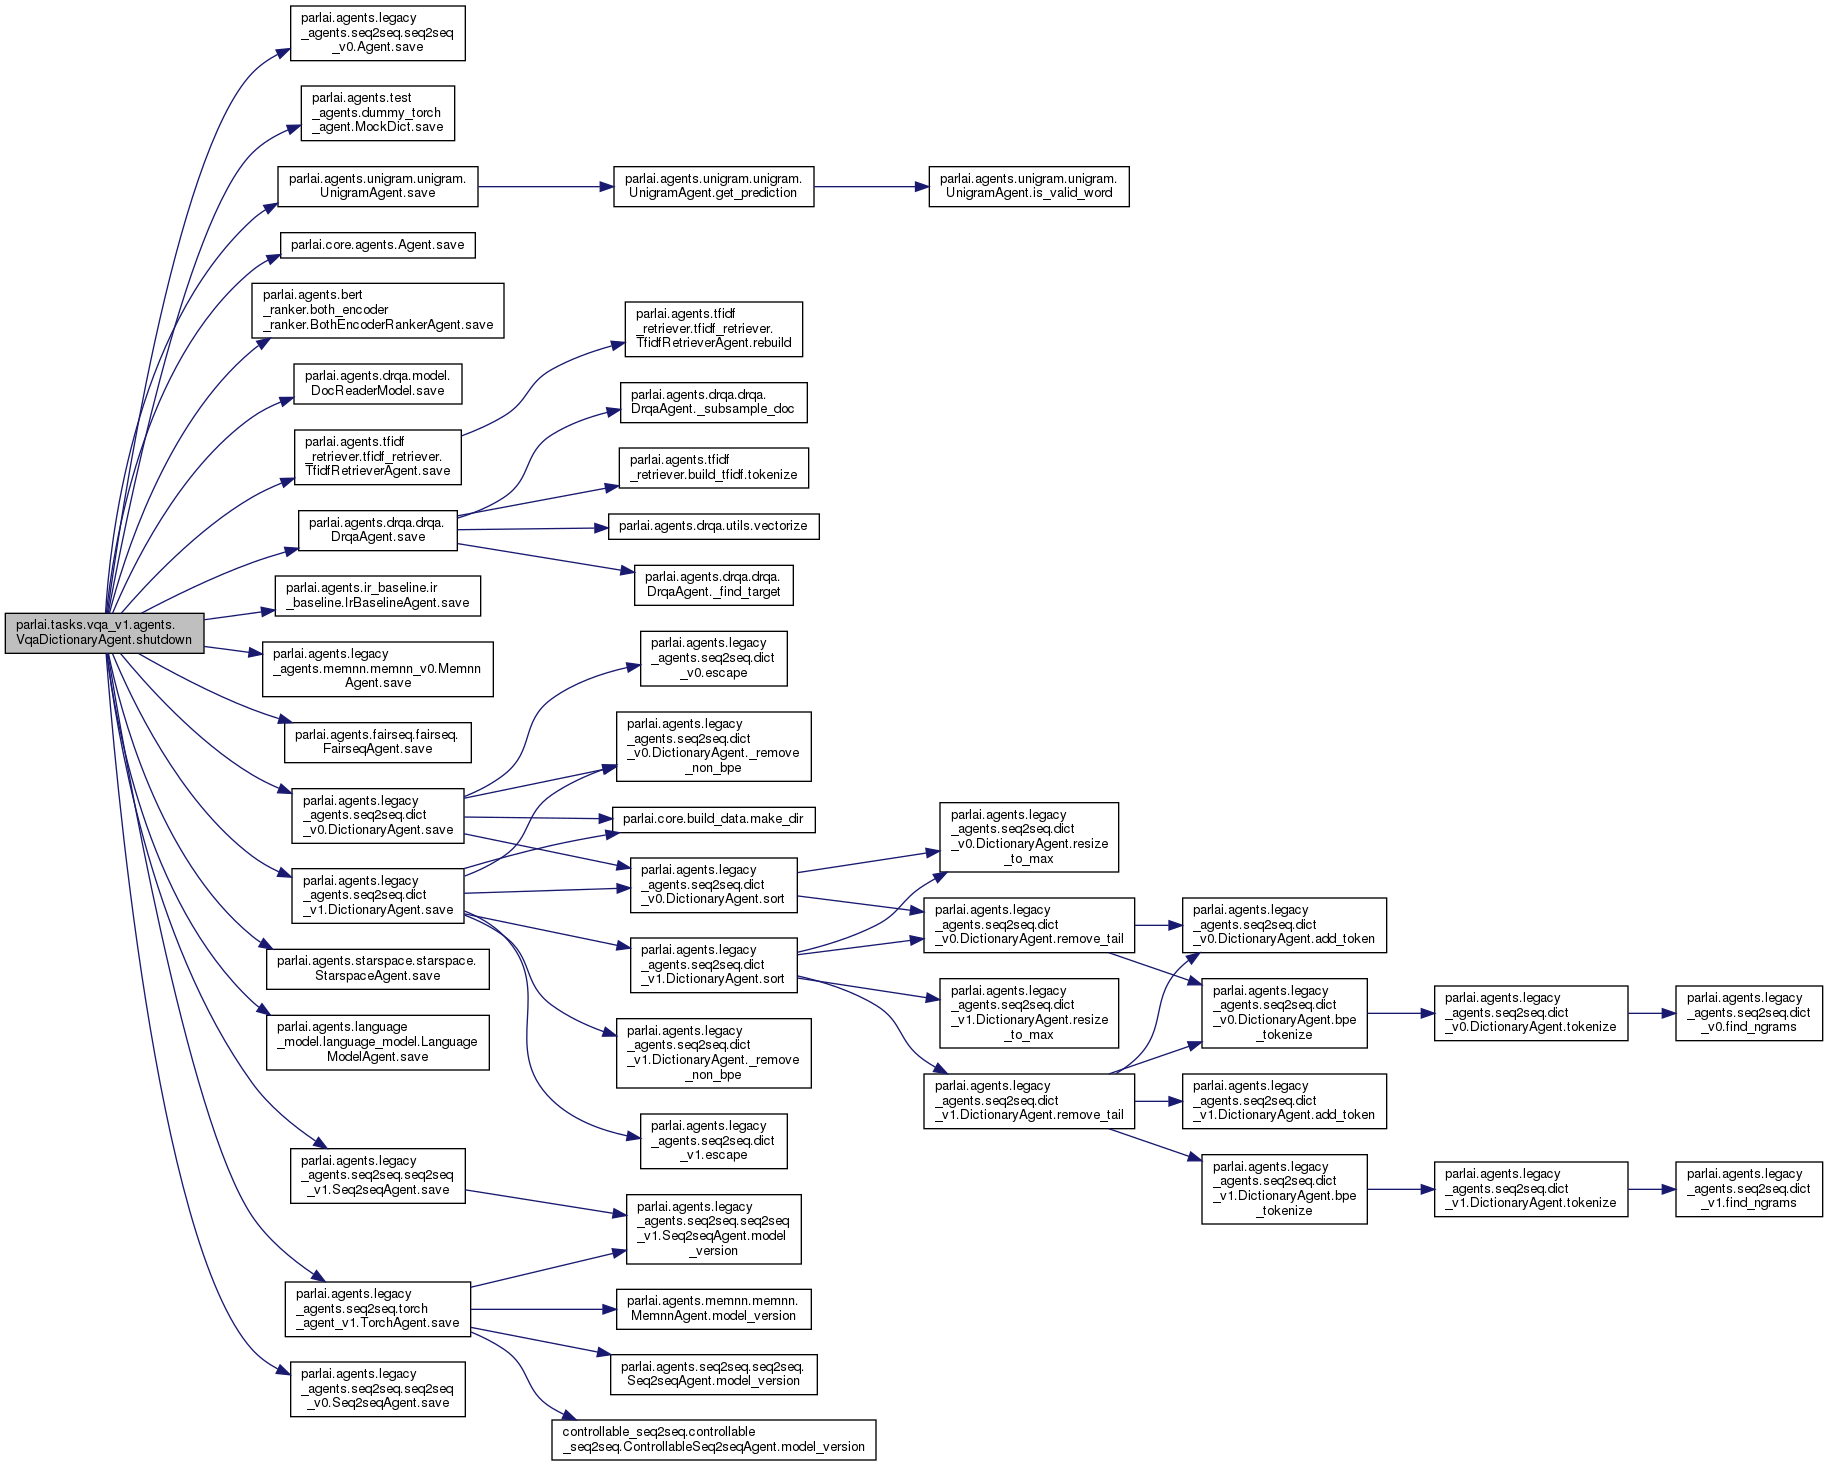 parlai.tasks.vqa_v1.agents.
VqaDictionaryAgent.shutdown
parlai.agents.legacy
_agents.seq2seq.seq2seq
_v0.Agent.save
parlai.agents.test
_agents.dummy_torch
_agent.MockDict.save
parlai.agents.unigram.unigram.
UnigramAgent.save
parlai.agents.unigram.unigram.
UnigramAgent.get_prediction
parlai.agents.unigram.unigram.
UnigramAgent.is_valid_word
parlai.core.agents.Agent.save
parlai.agents.bert
_ranker.both_encoder
_ranker.BothEncoderRankerAgent.save
parlai.agents.drqa.model.
DocReaderModel.save
parlai.agents.tfidf
_retriever.tfidf_retriever.
TfidfRetrieverAgent.save
parlai.agents.tfidf
_retriever.tfidf_retriever.
TfidfRetrieverAgent.rebuild
parlai.agents.drqa.drqa.
DrqaAgent.save
parlai.agents.drqa.drqa.
DrqaAgent._subsample_doc
parlai.agents.tfidf
_retriever.build_tfidf.tokenize
parlai.agents.drqa.utils.vectorize
parlai.agents.drqa.drqa.
DrqaAgent._find_target
parlai.agents.ir_baseline.ir
_baseline.IrBaselineAgent.save
parlai.agents.legacy
_agents.memnn.memnn_v0.Memnn
Agent.save
parlai.agents.fairseq.fairseq.
FairseqAgent.save
parlai.agents.legacy
_agents.seq2seq.dict
_v0.DictionaryAgent.save
parlai.agents.legacy
_agents.seq2seq.dict
_v1.DictionaryAgent.save
parlai.agents.legacy
_agents.seq2seq.dict
_v0.escape
parlai.agents.legacy
_agents.seq2seq.dict
_v0.DictionaryAgent._remove
_non_bpe
parlai.core.build_data.make_dir
parlai.agents.legacy
_agents.seq2seq.dict
_v0.DictionaryAgent.sort
parlai.agents.legacy
_agents.seq2seq.dict
_v1.DictionaryAgent.sort
parlai.agents.legacy
_agents.seq2seq.dict
_v1.DictionaryAgent._remove
_non_bpe
parlai.agents.legacy
_agents.seq2seq.dict
_v1.escape
parlai.agents.legacy
_agents.seq2seq.dict
_v0.DictionaryAgent.resize
_to_max
parlai.agents.legacy
_agents.seq2seq.dict
_v0.DictionaryAgent.remove_tail
parlai.agents.legacy
_agents.seq2seq.dict
_v1.DictionaryAgent.resize
_to_max
parlai.agents.legacy
_agents.seq2seq.dict
_v1.DictionaryAgent.remove_tail
parlai.agents.legacy
_agents.seq2seq.dict
_v0.DictionaryAgent.add_token
parlai.agents.legacy
_agents.seq2seq.dict
_v0.DictionaryAgent.bpe
_tokenize
parlai.agents.legacy
_agents.seq2seq.dict
_v1.DictionaryAgent.add_token
parlai.agents.legacy
_agents.seq2seq.dict
_v1.DictionaryAgent.bpe
_tokenize
parlai.agents.legacy
_agents.seq2seq.dict
_v0.DictionaryAgent.tokenize
parlai.agents.legacy
_agents.seq2seq.dict
_v0.find_ngrams
parlai.agents.legacy
_agents.seq2seq.dict
_v1.DictionaryAgent.tokenize
parlai.agents.legacy
_agents.seq2seq.dict
_v1.find_ngrams
parlai.agents.starspace.starspace.
StarspaceAgent.save
parlai.agents.language
_model.language_model.Language
ModelAgent.save
parlai.agents.legacy
_agents.seq2seq.seq2seq
_v1.Seq2seqAgent.save
parlai.agents.legacy
_agents.seq2seq.seq2seq
_v1.Seq2seqAgent.model
_version
parlai.agents.legacy
_agents.seq2seq.torch
_agent_v1.TorchAgent.save
parlai.agents.memnn.memnn.
MemnnAgent.model_version
parlai.agents.seq2seq.seq2seq.
Seq2seqAgent.model_version
controllable_seq2seq.controllable
_seq2seq.ControllableSeq2seqAgent.model_version
parlai.agents.legacy
_agents.seq2seq.seq2seq
_v0.Seq2seqAgent.save